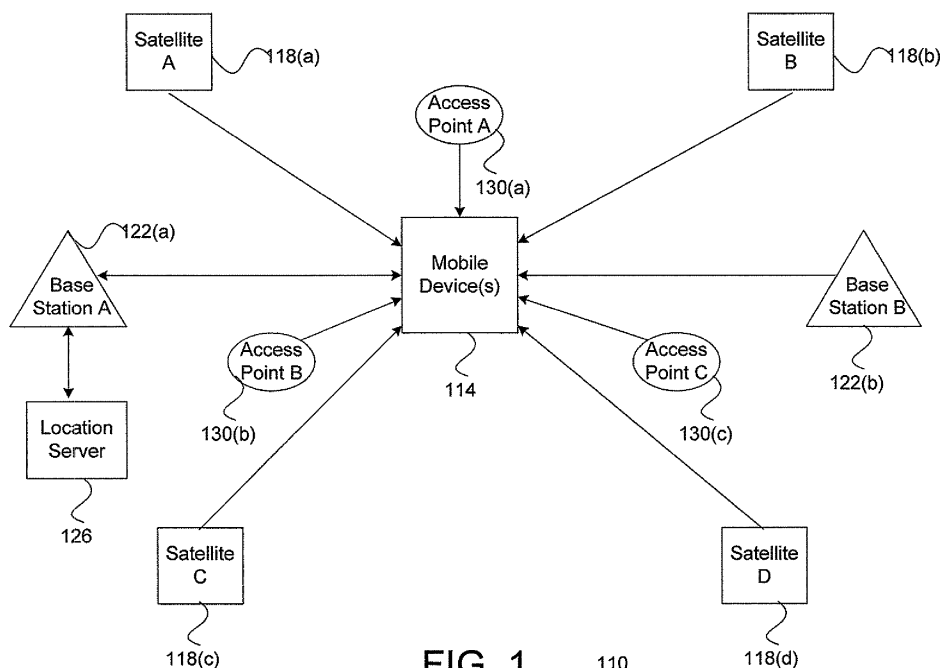 Satellite
A
118(a)
Satellite
B
118(b)
Access
Point A
130(a)
122(a)
Base
Station A
Mobile
Device(s)
114
Base
Station B
122(b)
Access
Point B
130(b)
Access
Point C
130(c)
Location
Server
126
Satellite
C
118(c)
Satellite
D
118(d)
FIG. 1
110